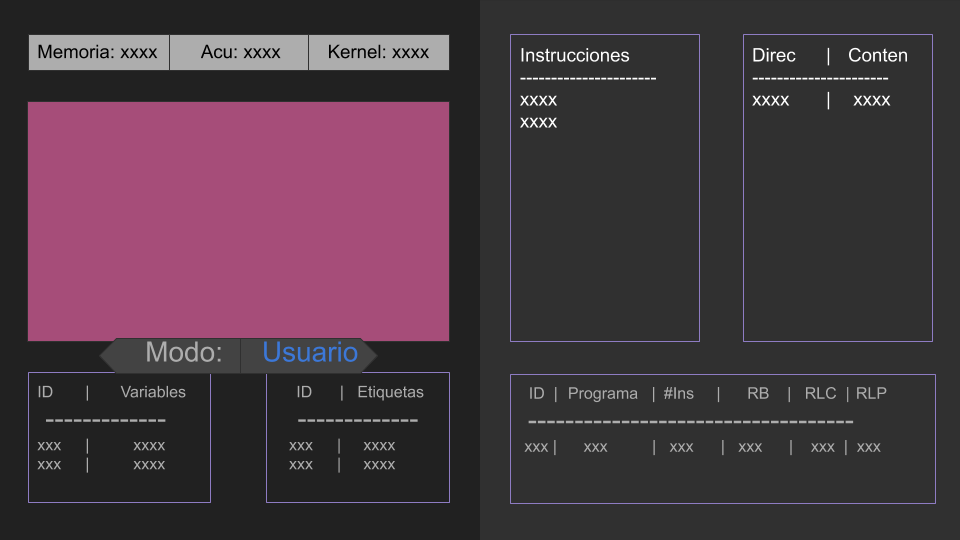 Memoria: xxxx Acu: xxxx Kernel: xxxx
Modo: Usuario
ID | Variables
-------------
xxx | xxxx
xxx | xxxx
ID | Etiquetas
-------------
xxx | xxxx
xxx | xxxx
Instrucciones
----------------------
xxxx
xxxx
Direc | Conten
----------------------
xxxx | xxxx
ID | Programa | #Ins | RB | RLC | RLP
-----------------------------------
xxx | xxx | xxx | xxx | xxx | xxx